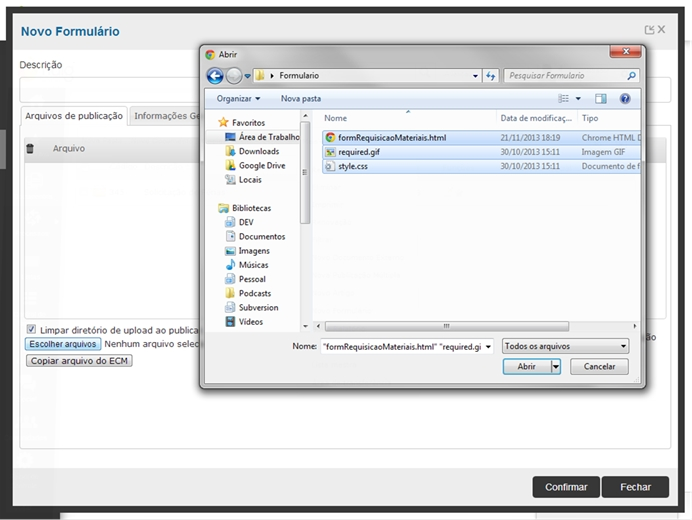 Novo Formulário
Descrição
Arquivos de publicação
Informações Ge
Arquivo
Limpar diretório de upload ao publica
Escolher arquivos Nenhum arquivo selec
Copiar arquivo do ECM
Confirmar
Fechar
Abrir
Formulario
Pesquisar Formulario
Organizar
Nova pasta
Favoritos
Área de Trabalho
Downloads
Google Drive
Locais
Bibliotecas
DEV
Documentos
Imagens
Músicas
Pessoal
Podcasts
Subversion
Vídeos
Nome Data de modificaç... Tipo
formRequisicaoMateriais.html 21/11/2013 18:19 Chrome HTML D
required.gif 30/10/2013 15:11 Imagem GIF
style.css 30/10/2013 15:11 Documento de f
Nome: "formRequisicaoMateriais.html" "required.gi
Todos os arquivos
Abrir
Cancelar
ão